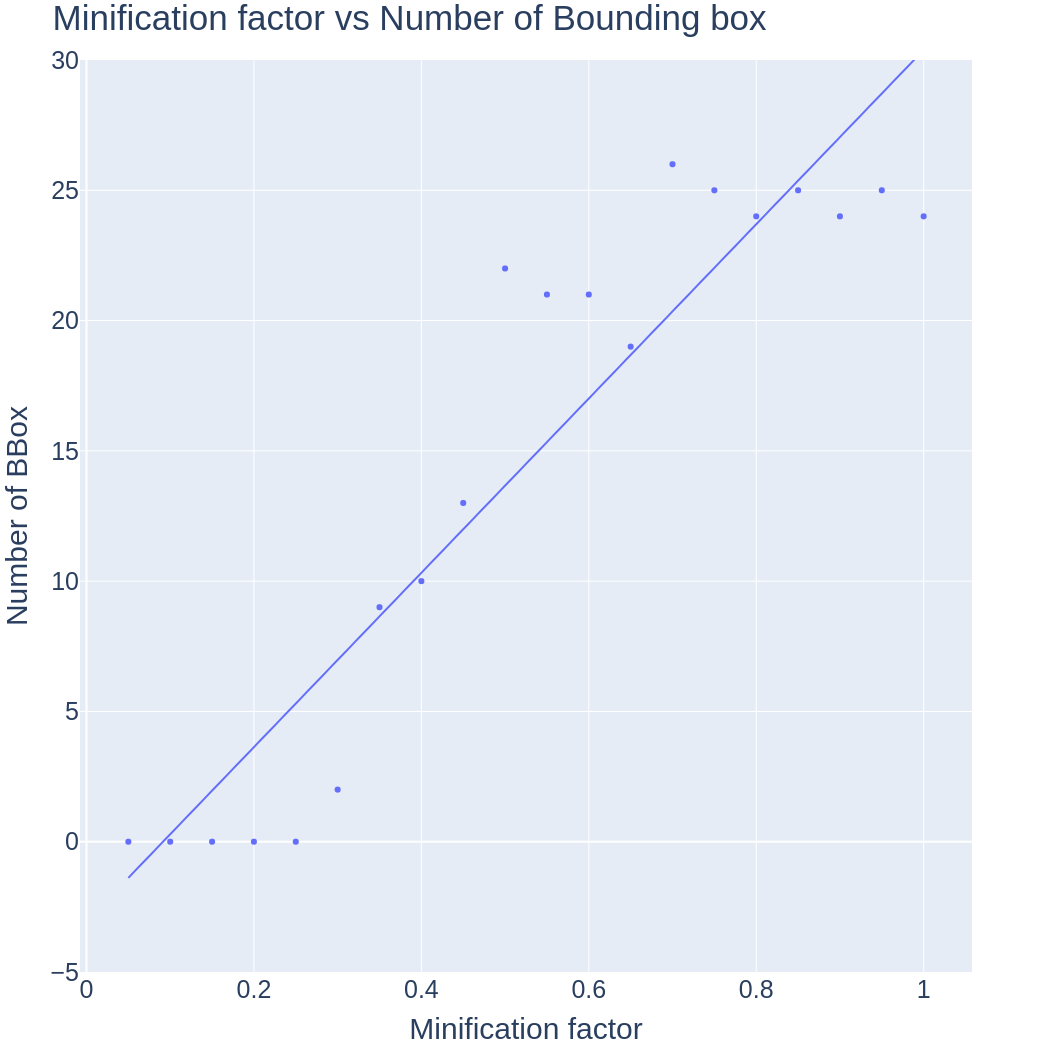 Minification factor vs Number of Bounding box
30
25
20
15
10
5
0
−5
Number of BBox
0 0.2 0.4 0.6 0.8 1
Minification factor